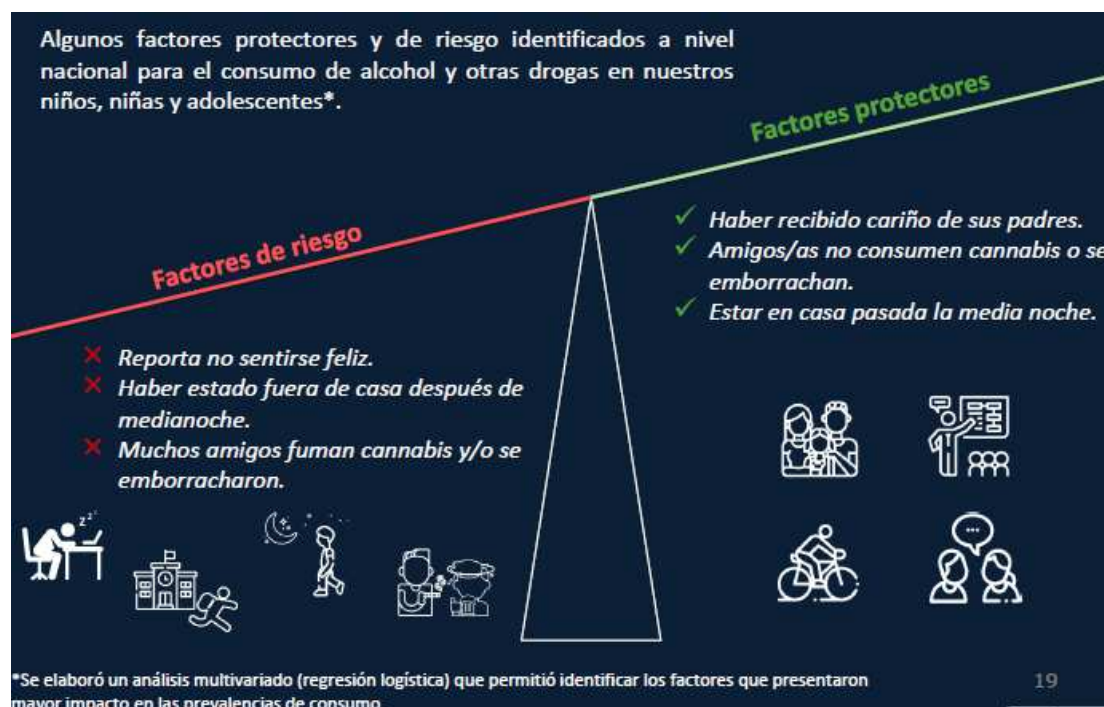 Algunos factores protectores y de riesgo identificados a nivel
nacional para el consumo de alcohol y otras drogas en nuestros
niños, niñas y adolescentes*.
Factores protectores
Factores de riesgo
✓ Haber recibido cariño de sus padres.
✓ Amigos/as no consumen cannabis o se
emborrachan.
✓ Estar en casa pasada la media noche.
✕ Reporta no sentirse feliz.
✕ Haber estado fuera de casa después de
medianoche.
✕ Muchos amigos fuman cannabis y/o se
emborracharon.
zzz
*Se elaboró un análisis multivariado (regresión logística) que permitió identificar los factores que presentaron
mayor impacto en las prevalencias de consumo
19